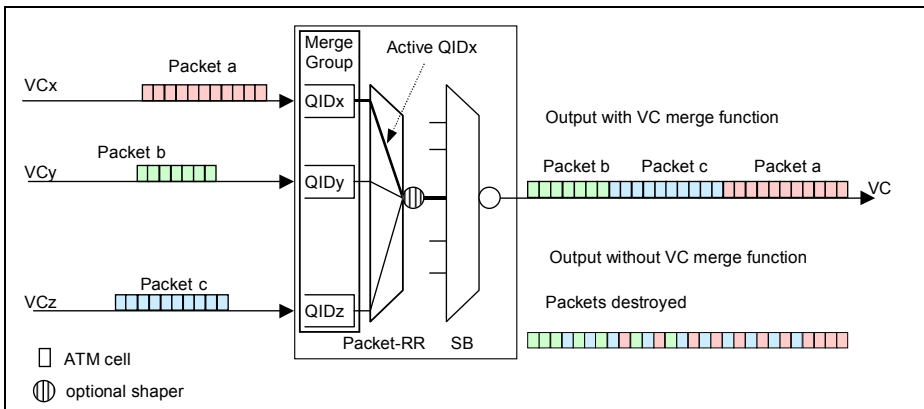 Merge
Group
Active QIDx
VCx
Packet a
QIDx
Output with VC merge function
Packet b
VCy
QIDy
Packet b
Packet c
Packet a
VC
Output without VC merge function
Packet c
VCz
QIDz
Packets destroyed
Packet-RR
SB
ATM cell
optional shaper